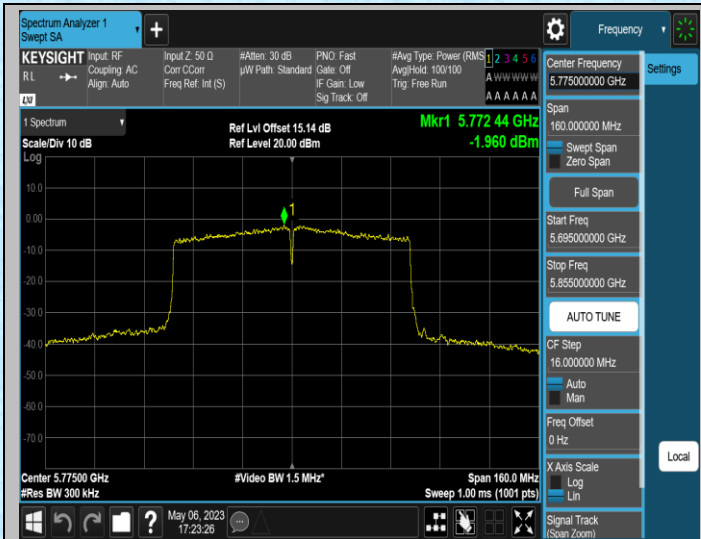 Spectrum Analyzer 1
Swept SA
Frequency
KEYSIGHT
R L
LXI
Input: RF
Coupling: AC
Align: Auto
Input Z: 50 Ω
Corr CCorr
Freq Ref: Int (S)
#Atten: 30 dB
µW Path: Standard
PNO: Fast
Gate: Off
IF Gain: Low
Sig Track: Off
#Avg Type: Power (RMS
Avg|Hold: 100/100
Trig: Free Run
1 2 3 4 5 6
A W W W W W
A A A A A A
1 Spectrum
Scale/Div 10 dB
Log
Ref Lvl Offset 15.14 dB
Ref Level 20.00 dBm
Mkr1 5.772 44 GHz
-1.960 dBm
10.0
0.00
-10.0
-20.0
-30.0
-40.0
-50.0
-60.0
-70.0
1
Center 5.77500 GHz
#Res BW 300 kHz
#Video BW 1.5 MHz*
Span 160.0 MHz
Sweep 1.00 ms (1001 pts)
May 06, 2023
17:23:26
?
Center Frequency
5.775000000 GHz
Span
160.000000 MHz
Swept Span
Zero Span
Full Span
Start Freq
5.695000000 GHz
Stop Freq
5.855000000 GHz
AUTO TUNE
CF Step
16.000000 MHz
Auto
Man
Freq Offset
0 Hz
X Axis Scale
Log
Lin
Signal Track
(Span Zoom)
Settings
Local